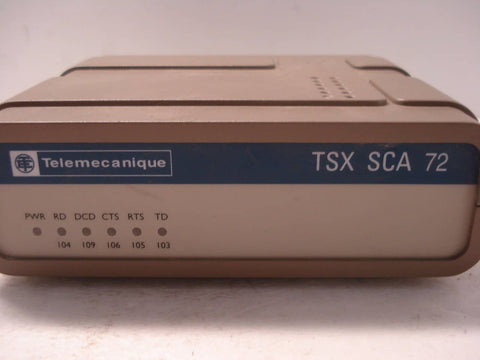 Telemecanique TSX SCA 72
PWR RD DCD CTS RTS TD
104 109 106 105 103